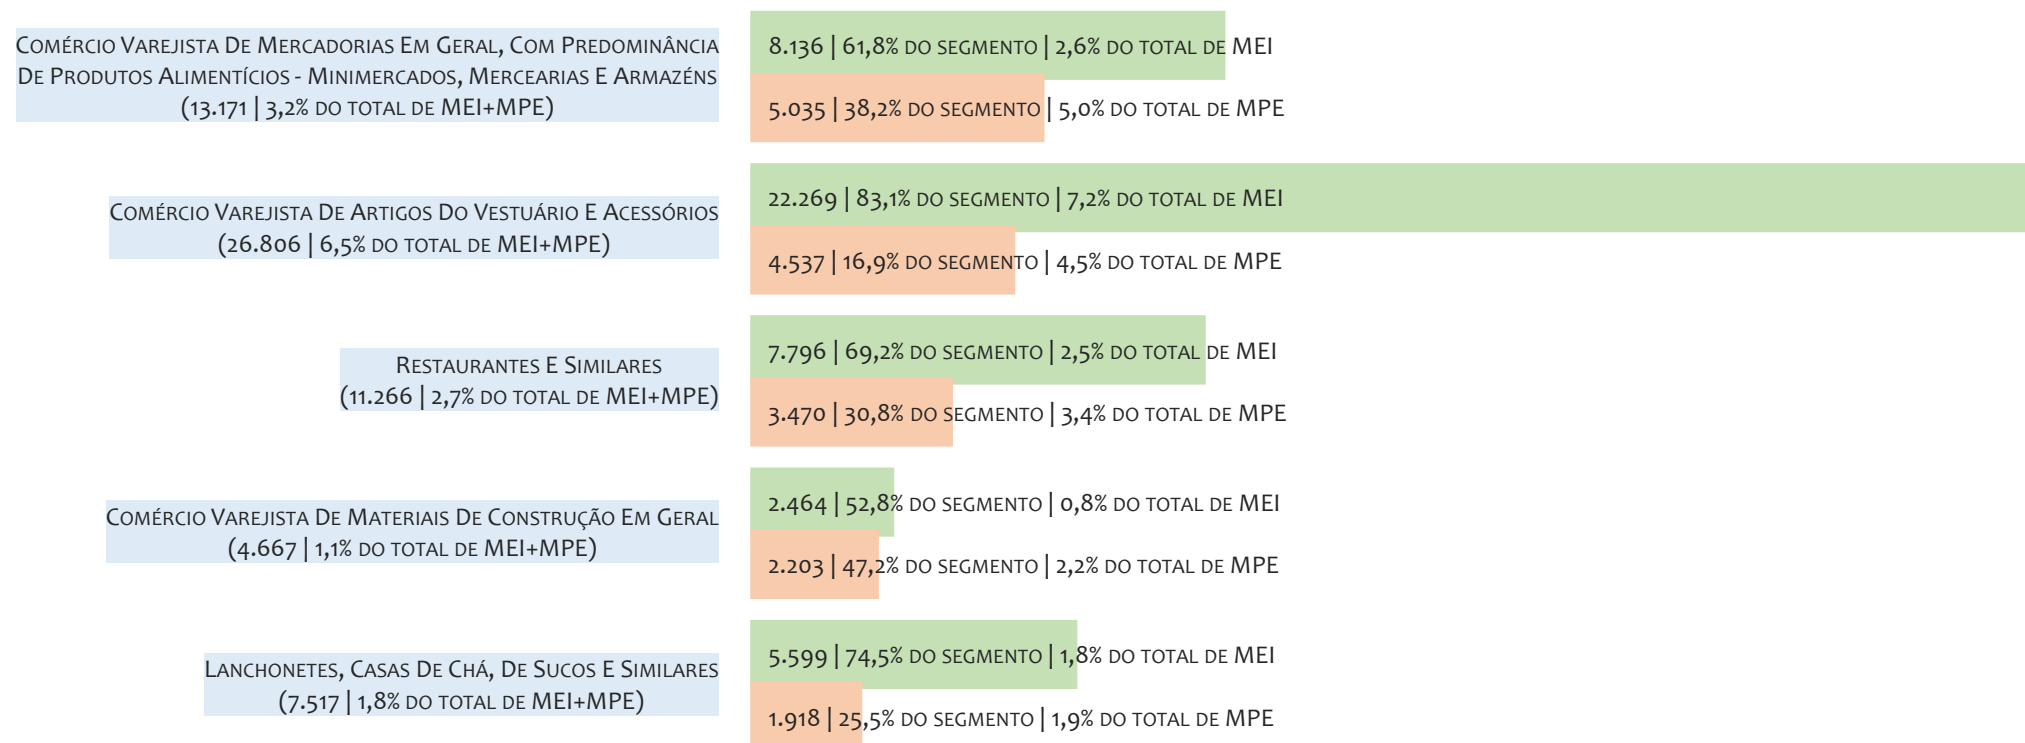 Comércio Varejista De Mercadorias Em Geral, Com Predominância
De Produtos Alimentícios - Minimercados, Mercearias E Armazéns
(13.171 | 3,2% do total de MEI+MPE)
8.136 | 61,8% do segmento | 2,6% do total de MEI
5.035 | 38,2% do segmento | 5,0% do total de MPE
Comércio Varejista De Artigos Do Vestuário E Acessórios
(26.806 | 6,5% do total de MEI+MPE)
22.269 | 83,1% do segmento | 7,2% do total de MEI
4.537 | 16,9% do segmento | 4,5% do total de MPE
Restaurantes E Similares
(11.266 | 2,7% do total de MEI+MPE)
7.796 | 69,2% do segmento | 2,5% do total de MEI
3.470 | 30,8% do segmento | 3,4% do total de MPE
Comércio Varejista De Materiais De Construção Em Geral
(4.667 | 1,1% do total de MEI+MPE)
2.464 | 52,8% do segmento | 0,8% do total de MEI
2.203 | 47,2% do segmento | 2,2% do total de MPE
Lanchonetes, Casas De Chá, De Sucos E Similares
(7.517 | 1,8% do total de MEI+MPE)
5.599 | 74,5% do segmento | 1,8% do total de MEI
1.918 | 25,5% do segmento | 1,9% do total de MPE